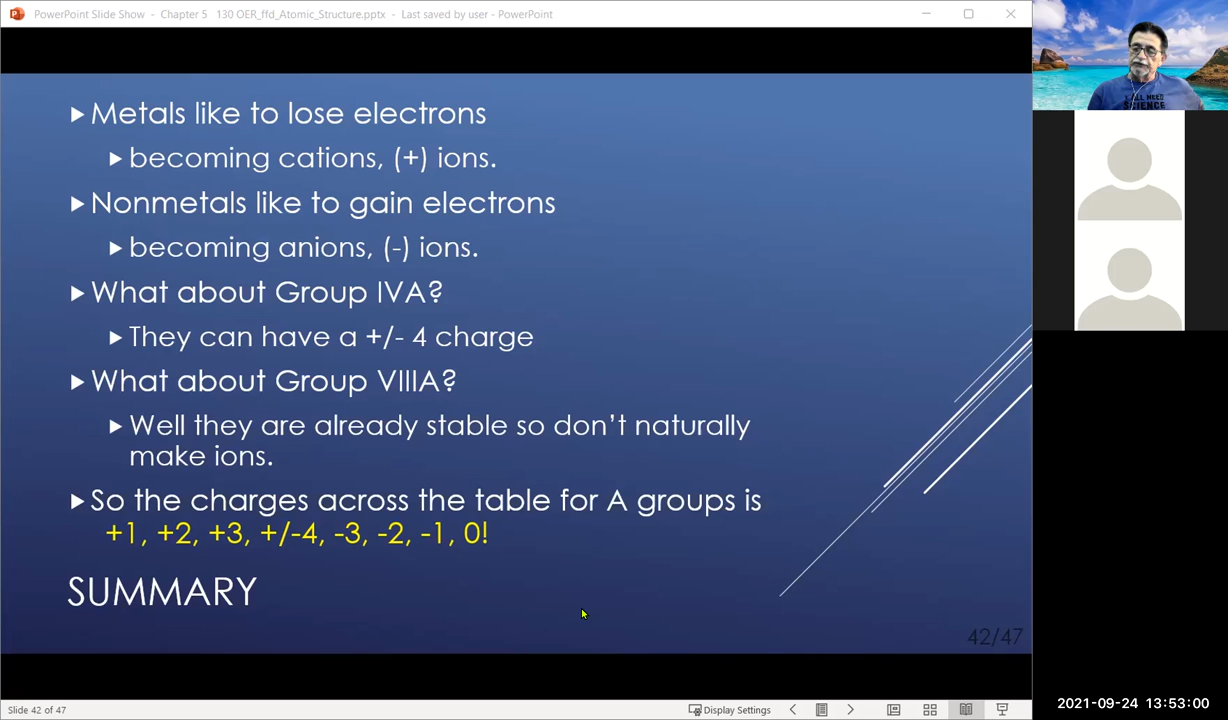 PowerPoint Slide Show - Chapter 5 130 OER_ffd_Atomic_Structure.pptx - Last saved by user - PowerPoint
Metals like to lose electrons
becoming cations, (+) ions.
Nonmetals like to gain electrons
becoming anions, (-) ions.
What about Group IVA?
They can have a +/- 4 charge
What about Group VIIIA?
Well they are already stable so don't naturally
make ions.
So the charges across the table for A groups is
+1, +2, +3, +/-4, -3, -2, -1, 0!
SUMMARY
42/47
Slide 42 of 47
Display Settings
ALL NEED
SCIENCE
2021-09-24 13:53:00